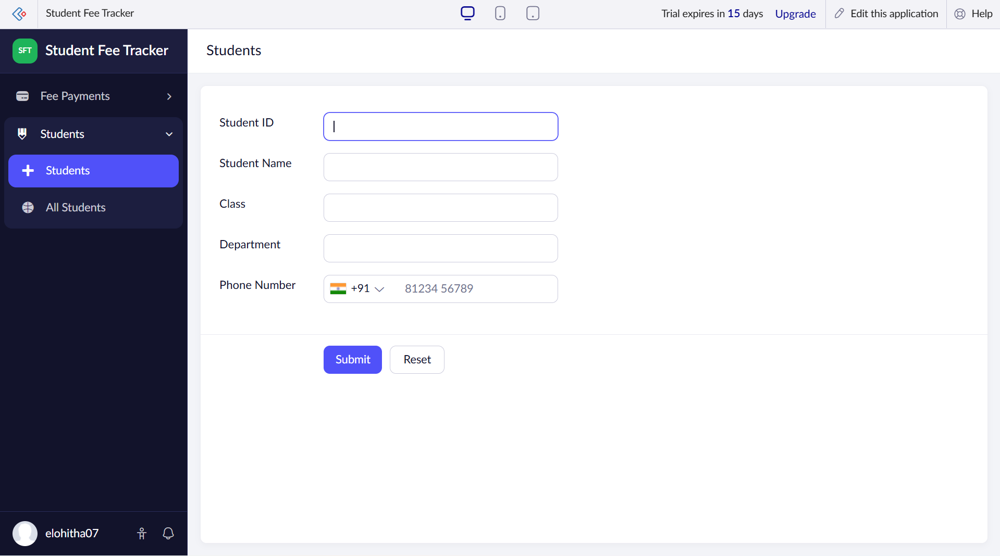 Student Fee Tracker
Trial expires in 15 days
Upgrade
Edit this application
Help
SFT
Student Fee Tracker
Students
Fee Payments
Students
Students
All Students
Student ID
Student Name
Class
Department
Phone Number
+91
81234 56789
Submit
Reset
elohitha07